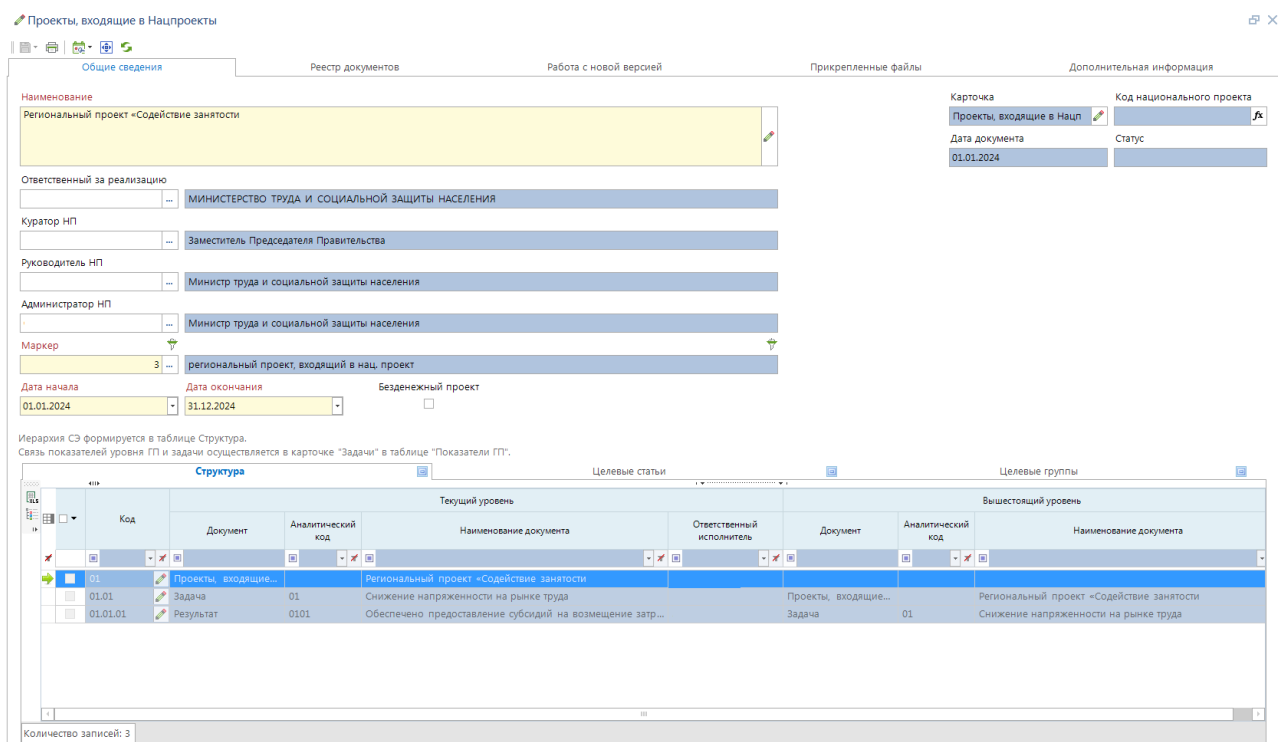 Проекты, входящие в Нацпроекты
Общие сведения Реестр документов Работа с новой версией Прикрепленные файлы Дополнительная информация
Наименование Карточка Код национального проекта
Региональный проект «Содействие занятости Проекты, входящие в Нацп fx
Дата документа Статус
01.01.2024
Ответственный за реализацию
... МИНИСТЕРСТВО ТРУДА И СОЦИАЛЬНОЙ ЗАЩИТЫ НАСЕЛЕНИЯ
Куратор НП
... Заместитель Председателя Правительства
Руководитель НП
... Министр труда и социальной защиты населения
Администратор НП
... Министр труда и социальной защиты населения
Маркер
3 ... региональный проект, входящий в нац. проект
Дата начала Дата окончания Безденежный проект
01.01.2024 31.12.2024
Иерархия СЭ формируется в таблице Структура.
Связь показателей уровня ГП и задачи осуществляется в карточке "Задачи" в таблице "Показатели ГП".
Структура Целевые статьи Целевые группы
Текущий уровень Вышестоящий уровень
Код Документ Аналитический код Наименование документа Ответственный исполнитель Документ Аналитический код Наименование документа
01 Проекты, входящие... Региональный проект «Содействие занятости
01.01 Задача 01 Снижение напряженности на рынке труда Проекты, входящие... Региональный проект «Содействие занятости
01.01.01 Результат 0101 Обеспечено предоставление субсидий на возмещение затр... Задача 01 Снижение напряженности на рынке труда
Количество записей: 3